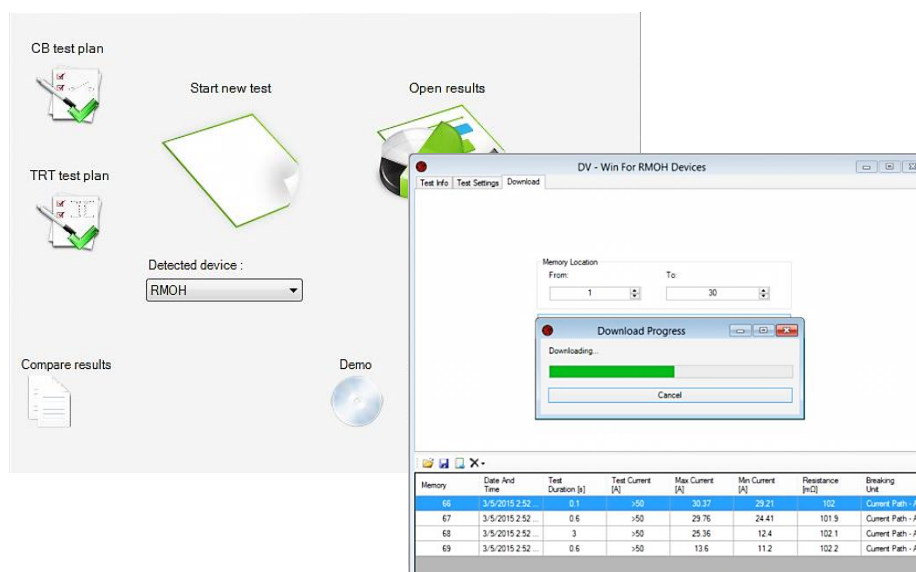 CB test plan
Start new test
Open results
TRT test plan
Detected device :
RMOH
Compare results
Demo
DV - Win For RMOH Devices
Test Info Test Settings Download
Memory Location
From: To:
1 30
Download Progress
Downloading...
Cancel
Memory Date And Time Test Duration [s] Test Current [A] Max Current [A] Min Current [A] Resistance [mΩ] Breaking Unit
66 3/5/2015 2:52 ... 0.1 >50 30.37 29.21 102 Current Path - A
67 3/5/2015 2:52 ... 0.6 >50 29.76 24.41 101.9 Current Path - A
68 3/5/2015 2:52 ... 3 >50 25.36 12.4 102.1 Current Path - A
69 3/5/2015 2:52 ... 0.6 >50 13.6 11.2 102.2 Current Path - A